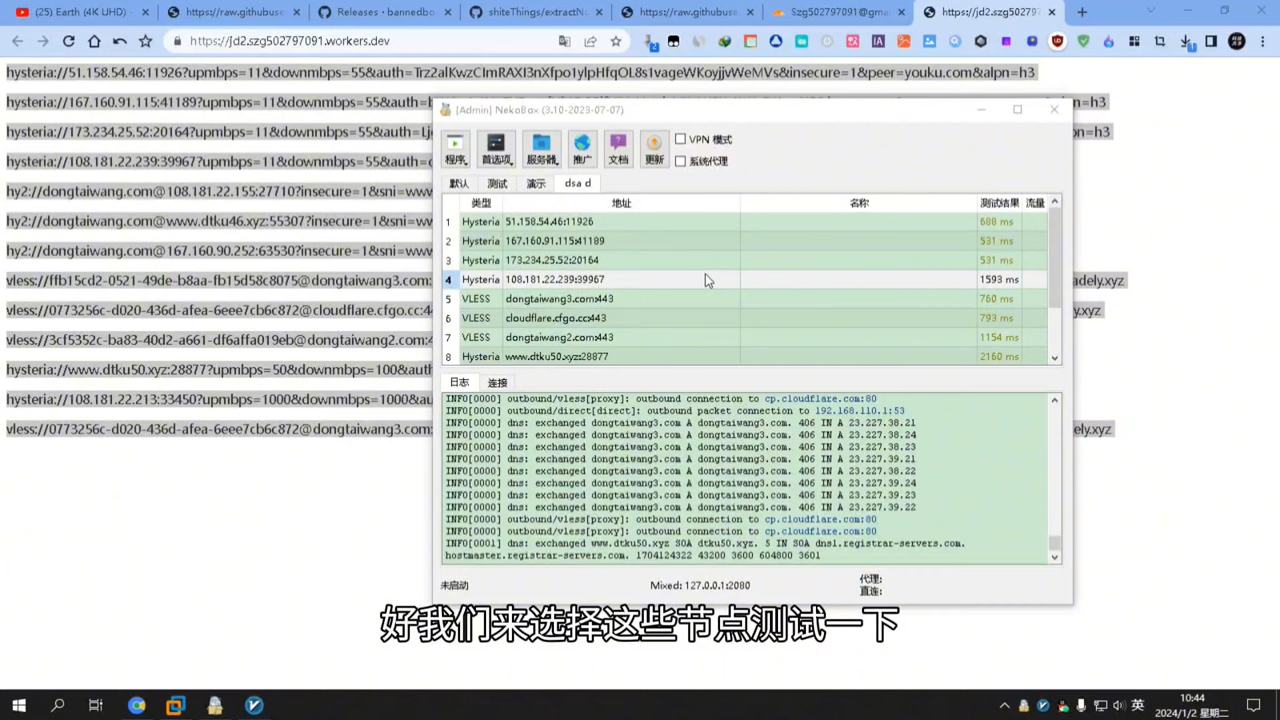 (25) Earth (4K UHD) -
https://raw.githubuse
Releases · bannedbo
shiteThings/extractNo
https://raw.githubuse
Szg502797091@gma
https://jd2.szg50279
https://jd2.szg502797091.workers.dev
hysteria://51.158.54.46:11926?upmbps=11&downmbps=55&auth=Trz2alKwzCImRAXI3nXfpo1ylpHfqOL8s1vageWKoyjjvWeMVs&insecure=1&peer=youku.com&alpn=h3
hysteria://167.160.91.115:41189?upmbps=11&downmbps=55&auth=
n=h3
hysteria://173.234.25.52:20164?upmbps=11&downmbps=55&auth=
pn=h3
hysteria://108.181.22.239:39967?upmbps=11&downmbps=55&auth=
hy2://dongtaiwang.com@108.181.22.155:27710?insecure=1&sni=www
hy2://dongtaiwang.com@www.dtku46.xyz:55307?insecure=1&sni=www
hy2://dongtaiwang.com@167.160.90.252:63530?insecure=1&sni=www
vless://ffb15cd2-0521-49de-b8aa-fb15d58c8075@dongtaiwang3.com:
adely.xyz
vless://0773256c-d020-436d-afea-6eee7cb6c872@cloudflare.cfgo.cc:4
y.xyz
vless://3cf5352c-ba83-40d2-a661-df6affa019eb@dongtaiwang2.com:4
hysteria://www.dtku50.xyz:28877?upmbps=50&downmbps=100&auth=
hysteria://108.181.22.213:33450?upmbps=1000&downmbps=1000&au
vless://0773256c-d020-436d-afea-6eee7cb6c872@dongtaiwang3.com:
ely.xyz
[Admin] NekoBox (3.10-2023-07-07)
程序 首选项 服务器 推广 文档 更新
VPN 模式
系统代理
默认 测试 演示 dsa d
类型 地址 名称 测试结果 流量
1 Hysteria 51.158.54.46:11926 688 ms
2 Hysteria 167.160.91.115:41189 531 ms
3 Hysteria 173.234.25.52:20164 531 ms
4 Hysteria 108.181.22.239:39967 1593 ms
5 VLESS dongtaiwang3.com:443 760 ms
6 VLESS cloudflare.cfgo.cc:443 793 ms
7 VLESS dongtaiwang2.com:443 1154 ms
8 Hysteria www.dtku50.xyz:28877 2160 ms
日志 连接
INFO[0000] outbound/vless[proxy]: outbound connection to cp.cloudflare.com:80
INFO[0000] outbound/direct[direct]: outbound packet connection to 192.168.110.1:53
INFO[0000] dns: exchanged dongtaiwang3.com A dongtaiwang3.com. 406 IN A 23.227.38.21
INFO[0000] dns: exchanged dongtaiwang3.com A dongtaiwang3.com. 406 IN A 23.227.38.24
INFO[0000] dns: exchanged dongtaiwang3.com A dongtaiwang3.com. 406 IN A 23.227.38.23
INFO[0000] dns: exchanged dongtaiwang3.com A dongtaiwang3.com. 406 IN A 23.227.39.21
INFO[0000] dns: exchanged dongtaiwang3.com A dongtaiwang3.com. 406 IN A 23.227.38.22
INFO[0000] dns: exchanged dongtaiwang3.com A dongtaiwang3.com. 406 IN A 23.227.39.24
INFO[0000] dns: exchanged dongtaiwang3.com A dongtaiwang3.com. 406 IN A 23.227.39.23
INFO[0000] dns: exchanged dongtaiwang3.com A dongtaiwang3.com. 406 IN A 23.227.39.22
INFO[0000] outbound/vless[proxy]: outbound connection to cp.cloudflare.com:80
INFO[0000] outbound/vless[proxy]: outbound connection to cp.cloudflare.com:80
INFO[0001] dns: exchanged www.dtku50.xyz SOA dtku50.xyz. 5 IN SOA dns1.registrar-servers.com.
hostmaster.registrar-servers.com. 1704124322 43200 3600 604800 3601
未启动
Mixed: 127.0.0.1:2080
代理:
直连:
好我们来选择这些节点测试一下
英
10:44
2024/1/2 星期二